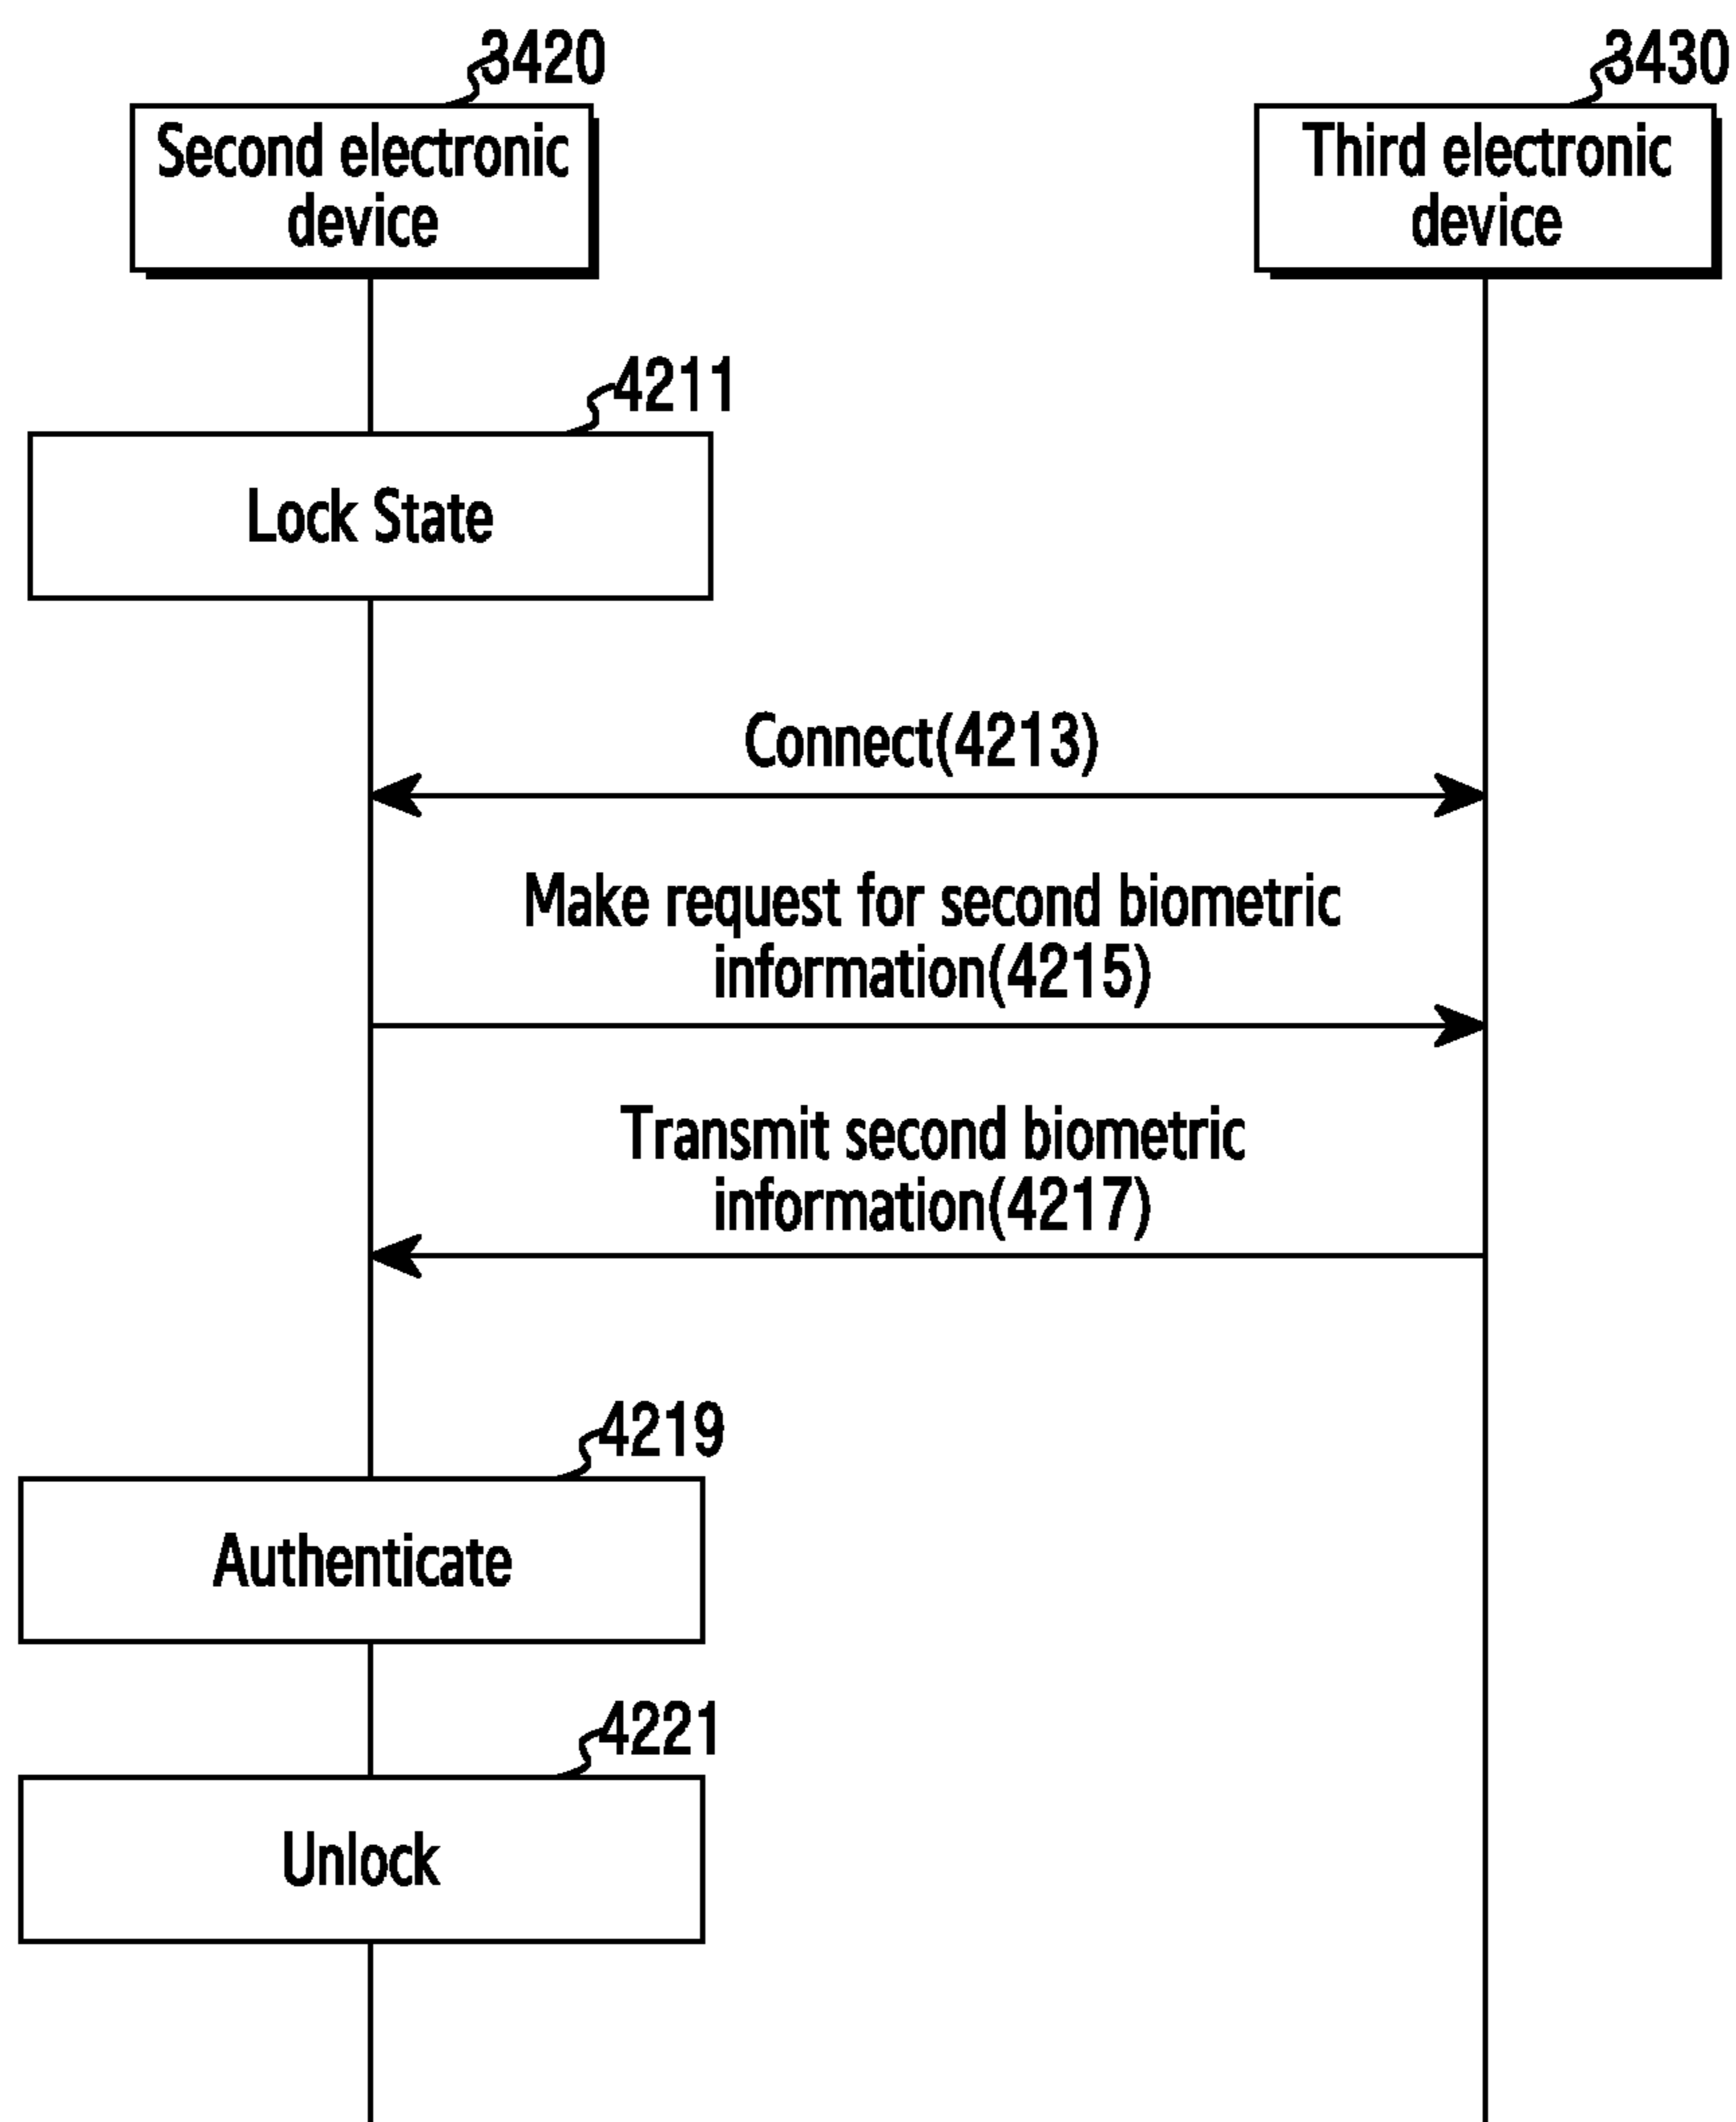 3420
3430
Second electronic
device
Third electronic
device
4211
Lock State
Connect(4213)
Make request for second biometric
information(4215)
Transmit second biometric
information(4217)
4219
Authenticate
4221
Unlock